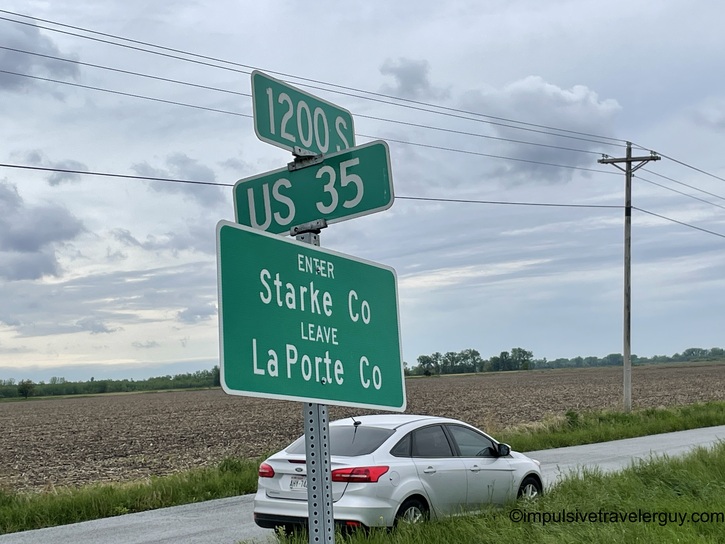 1200 S
US 35
ENTER
Starke Co
LEAVE
LaPorte Co
©impulsivetravelerguy.com